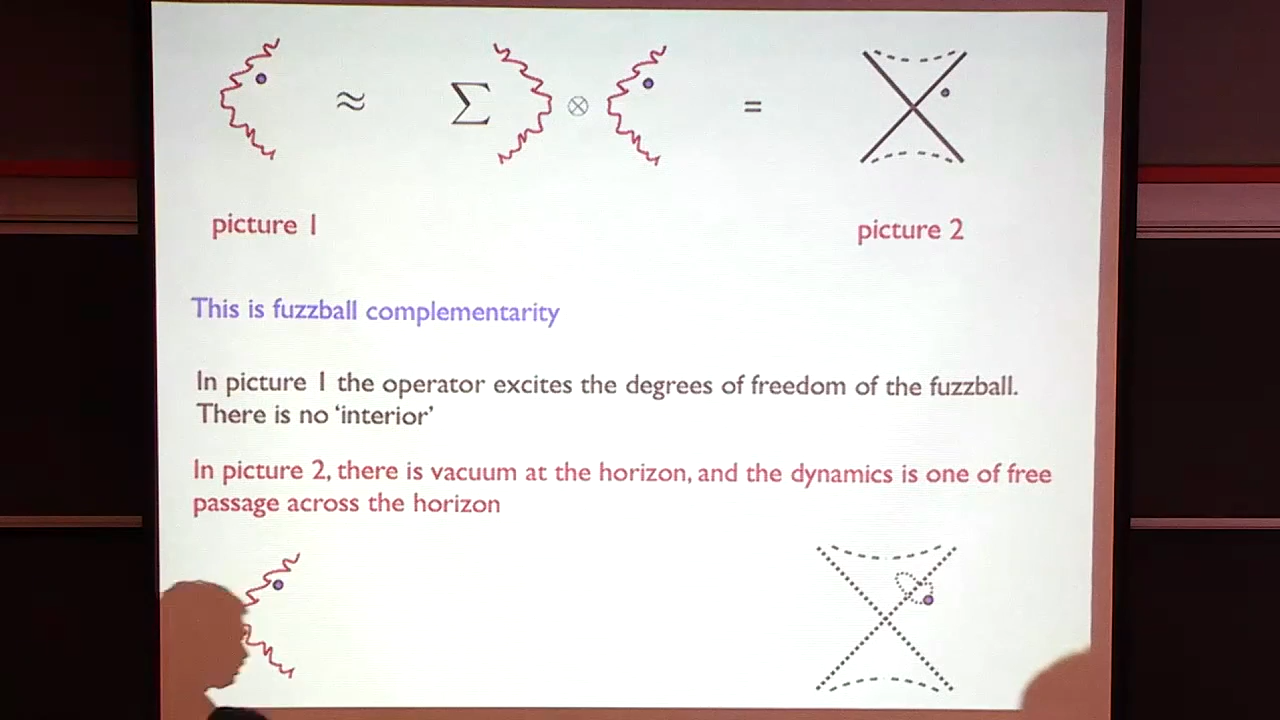 ≈ Σ ⊗ =
picture 1
picture 2
This is fuzzball complementarity
In picture 1 the operator excites the degrees of freedom of the fuzzball.
There is no ‘interior’
In picture 2, there is vacuum at the horizon, and the dynamics is one of free
passage across the horizon